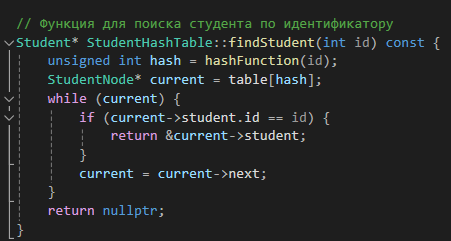 // Функция для поиска студента по идентификатору
Student* StudentHashTable::findStudent(int id) const {
    unsigned int hash = hashFunction(id);
    StudentNode* current = table[hash];
    while (current) {
        if (current->student.id == id) {
            return &current->student;
        }
        current = current->next;
    }
    return nullptr;
}